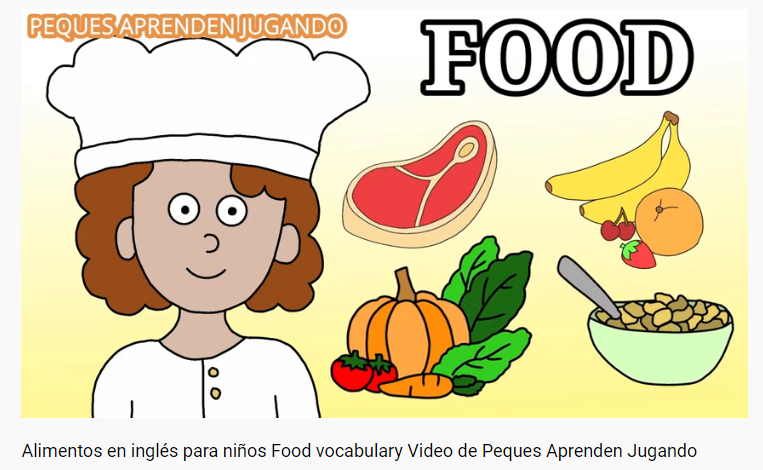 PEQUES APRENDEN JUGANDO
FOOD
Alimentos en inglés para niños Food vocabulary Video de Peques Aprenden Jugando